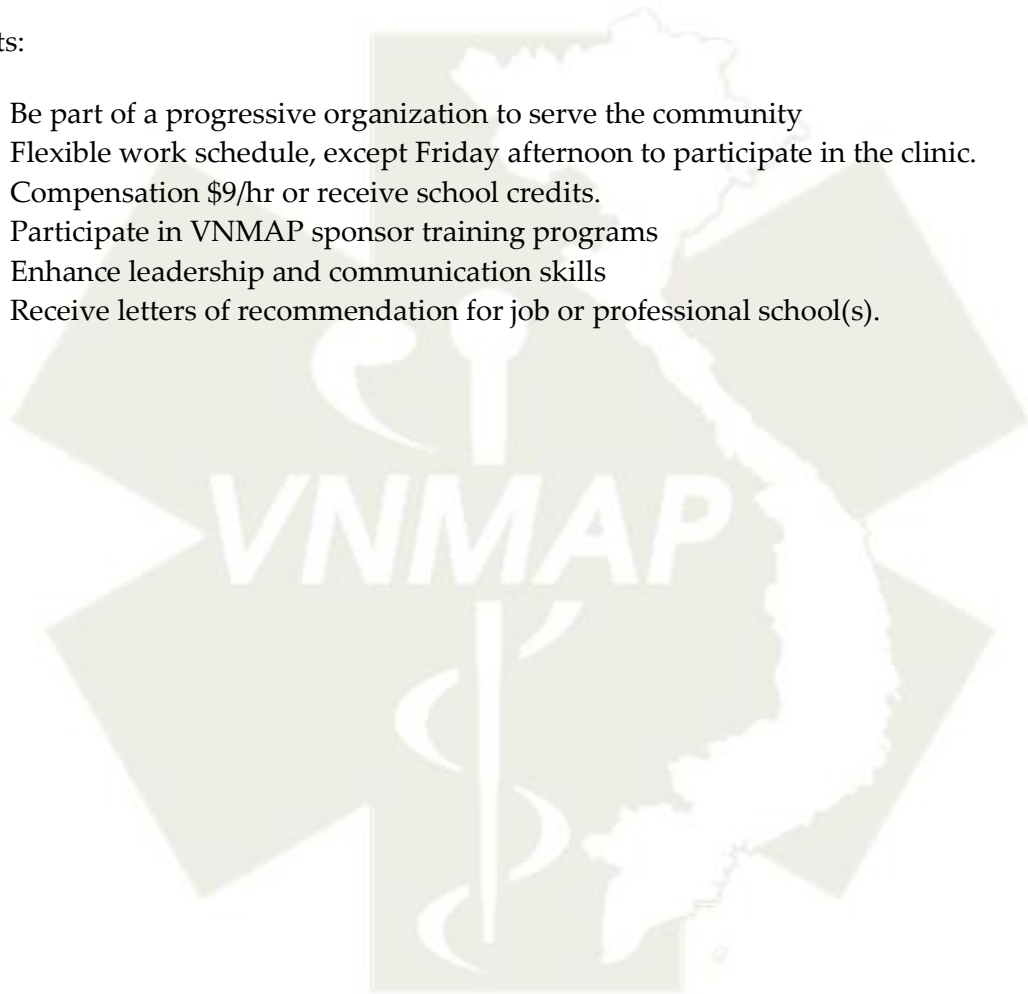 ts:
Be part of a progressive organization to serve the community
Flexible work schedule, except Friday afternoon to participate in the clinic.
Compensation $9/hr or receive school credits.
Participate in VNMAP sponsor training programs
Enhance leadership and communication skills
Receive letters of recommendation for job or professional school(s).
VNMAP